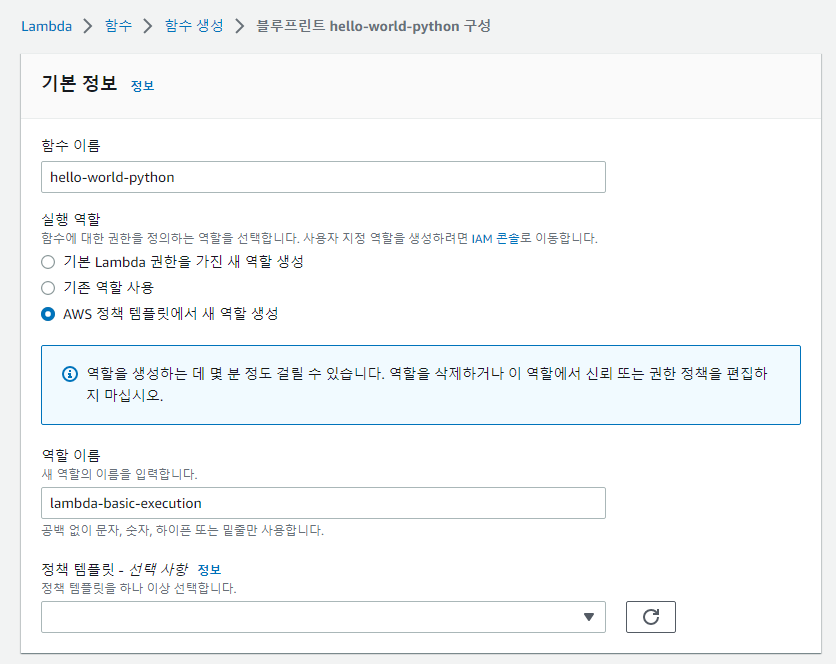 Lambda > 함수 > 함수 생성 > 블루프린트 hello-world-python 구성
기본 정보 정보
함수 이름
hello-world-python
실행 역할
함수에 대한 권한을 정의하는 역할을 선택합니다. 사용자 지정 역할을 생성하려면 IAM 콘솔로 이동합니다.
기본 Lambda 권한을 가진 새 역할 생성
기존 역할 사용
AWS 정책 템플릿에서 새 역할 생성
역할을 생성하는 데 몇 분 정도 걸릴 수 있습니다. 역할을 삭제하거나 이 역할에서 신뢰 또는 권한 정책을 편집하
지 마십시오.
역할 이름
새 역할의 이름을 입력합니다.
lambda-basic-execution
공백 없이 문자, 숫자, 하이픈 또는 밑줄만 사용합니다.
정책 템플릿 - 선택 사항 정보
정책 템플릿을 하나 이상 선택합니다.